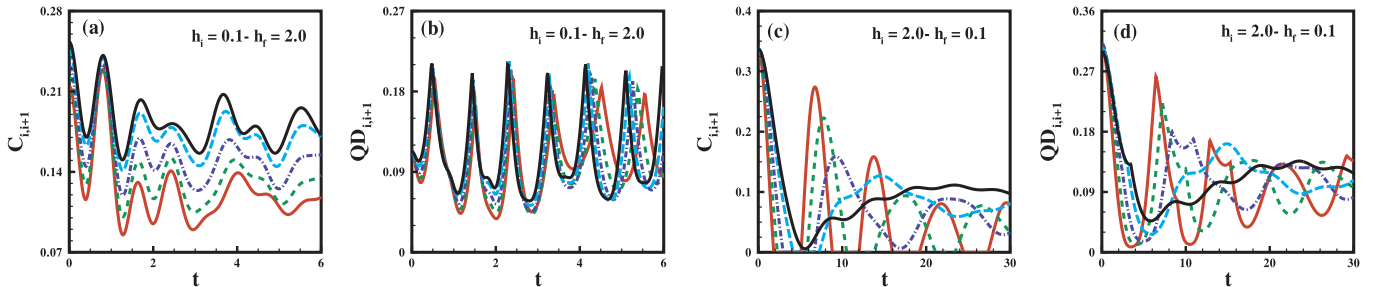 (a)
h_i = 0.1- h_f = 2.0
C_i,i+1
0.28
0.21
0.14
0.07
0 2 4 6
t
(b)
h_i = 0.1- h_f = 2.0
QD_i,i+1
0.27
0.18
0.09
0
0 1 2 3 4 5 6
t
(c)
h_i = 2.0- h_f = 0.1
C_i,i+1
0.4
0.3
0.2
0.1
0
0 10 20 30
t
(d)
h_i = 2.0- h_f = 0.1
QD_i,i+1
0.36
0.27
0.18
0.09
0
0 10 20 30
t